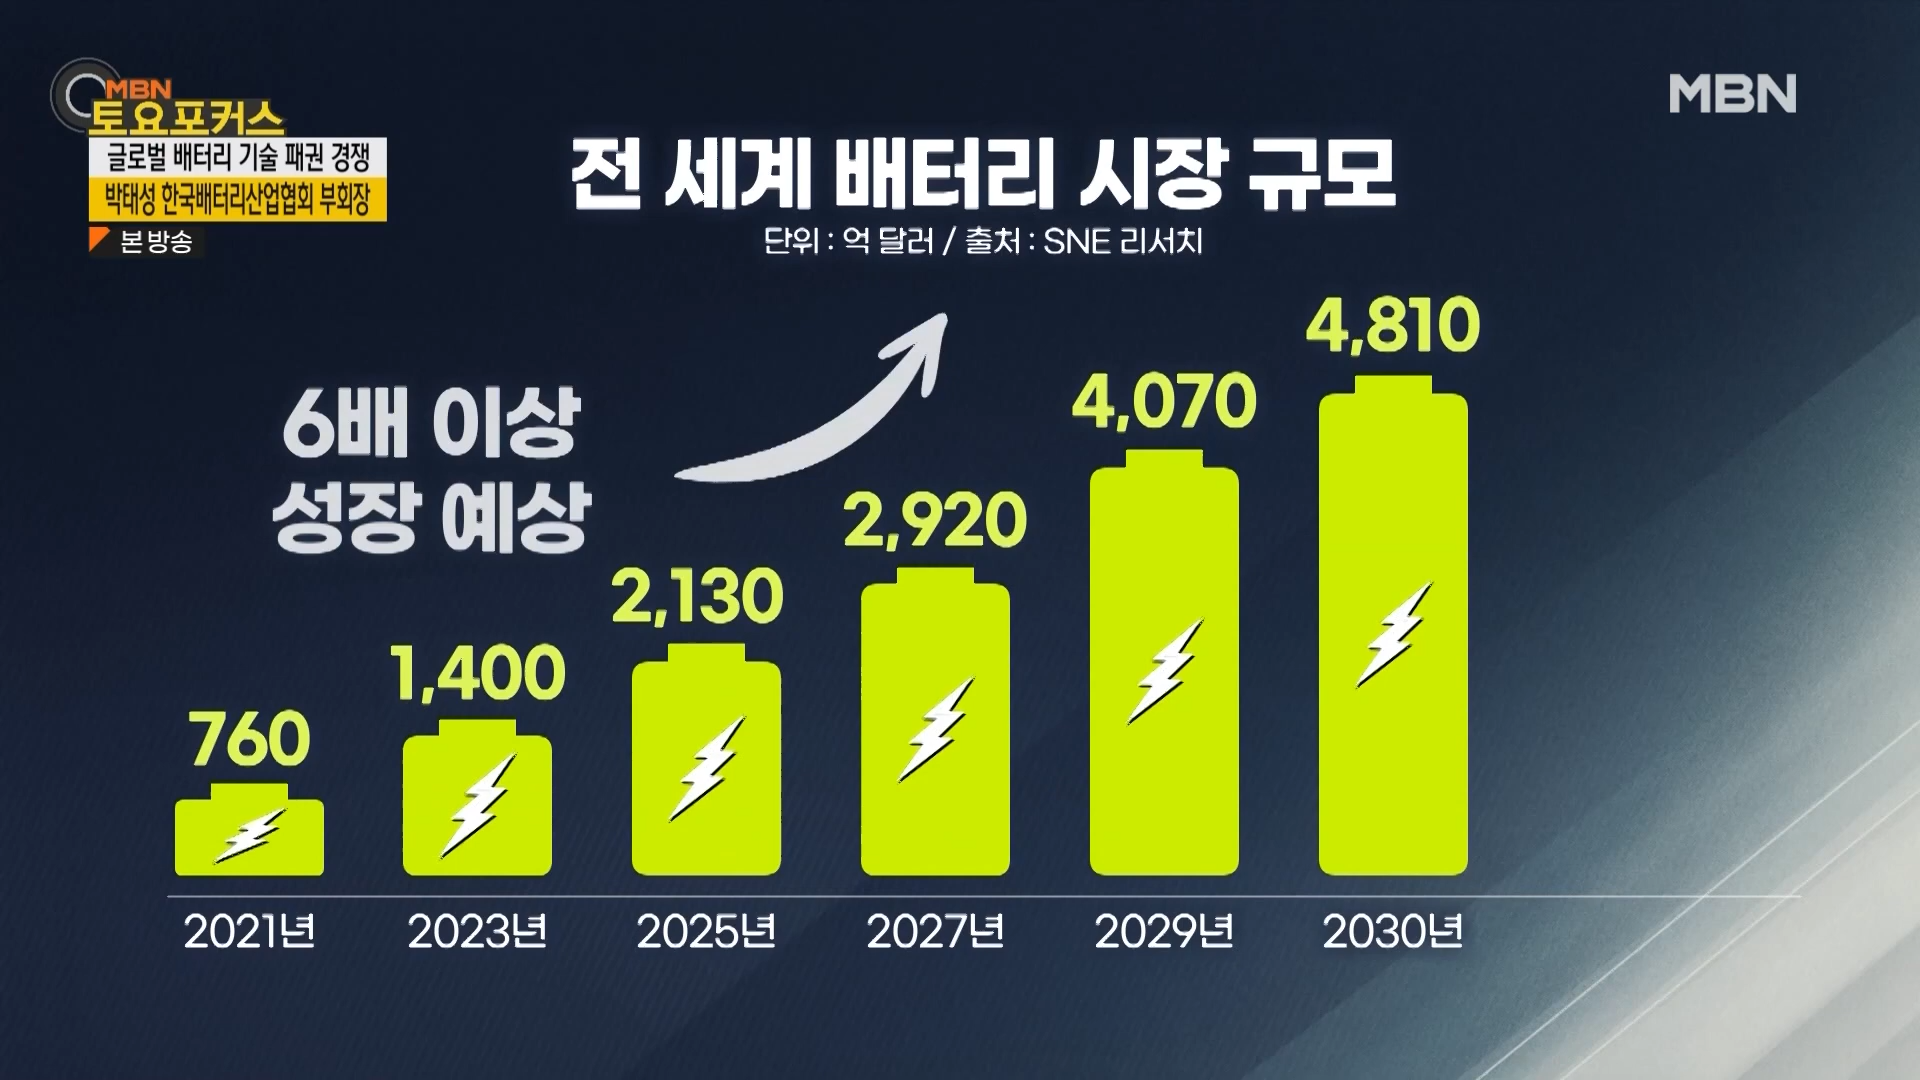 MBN
토요포커스
글로벌 배터리 기술 패권 경쟁
박태성 한국배터리산업협회 부회장
본 방송
MBN
전 세계 배터리 시장 규모
단위 : 억 달러 / 출처 : SNE 리서치
6배 이상
성장 예상
760
1,400
2,130
2,920
4,070
4,810
2021년
2023년
2025년
2027년
2029년
2030년